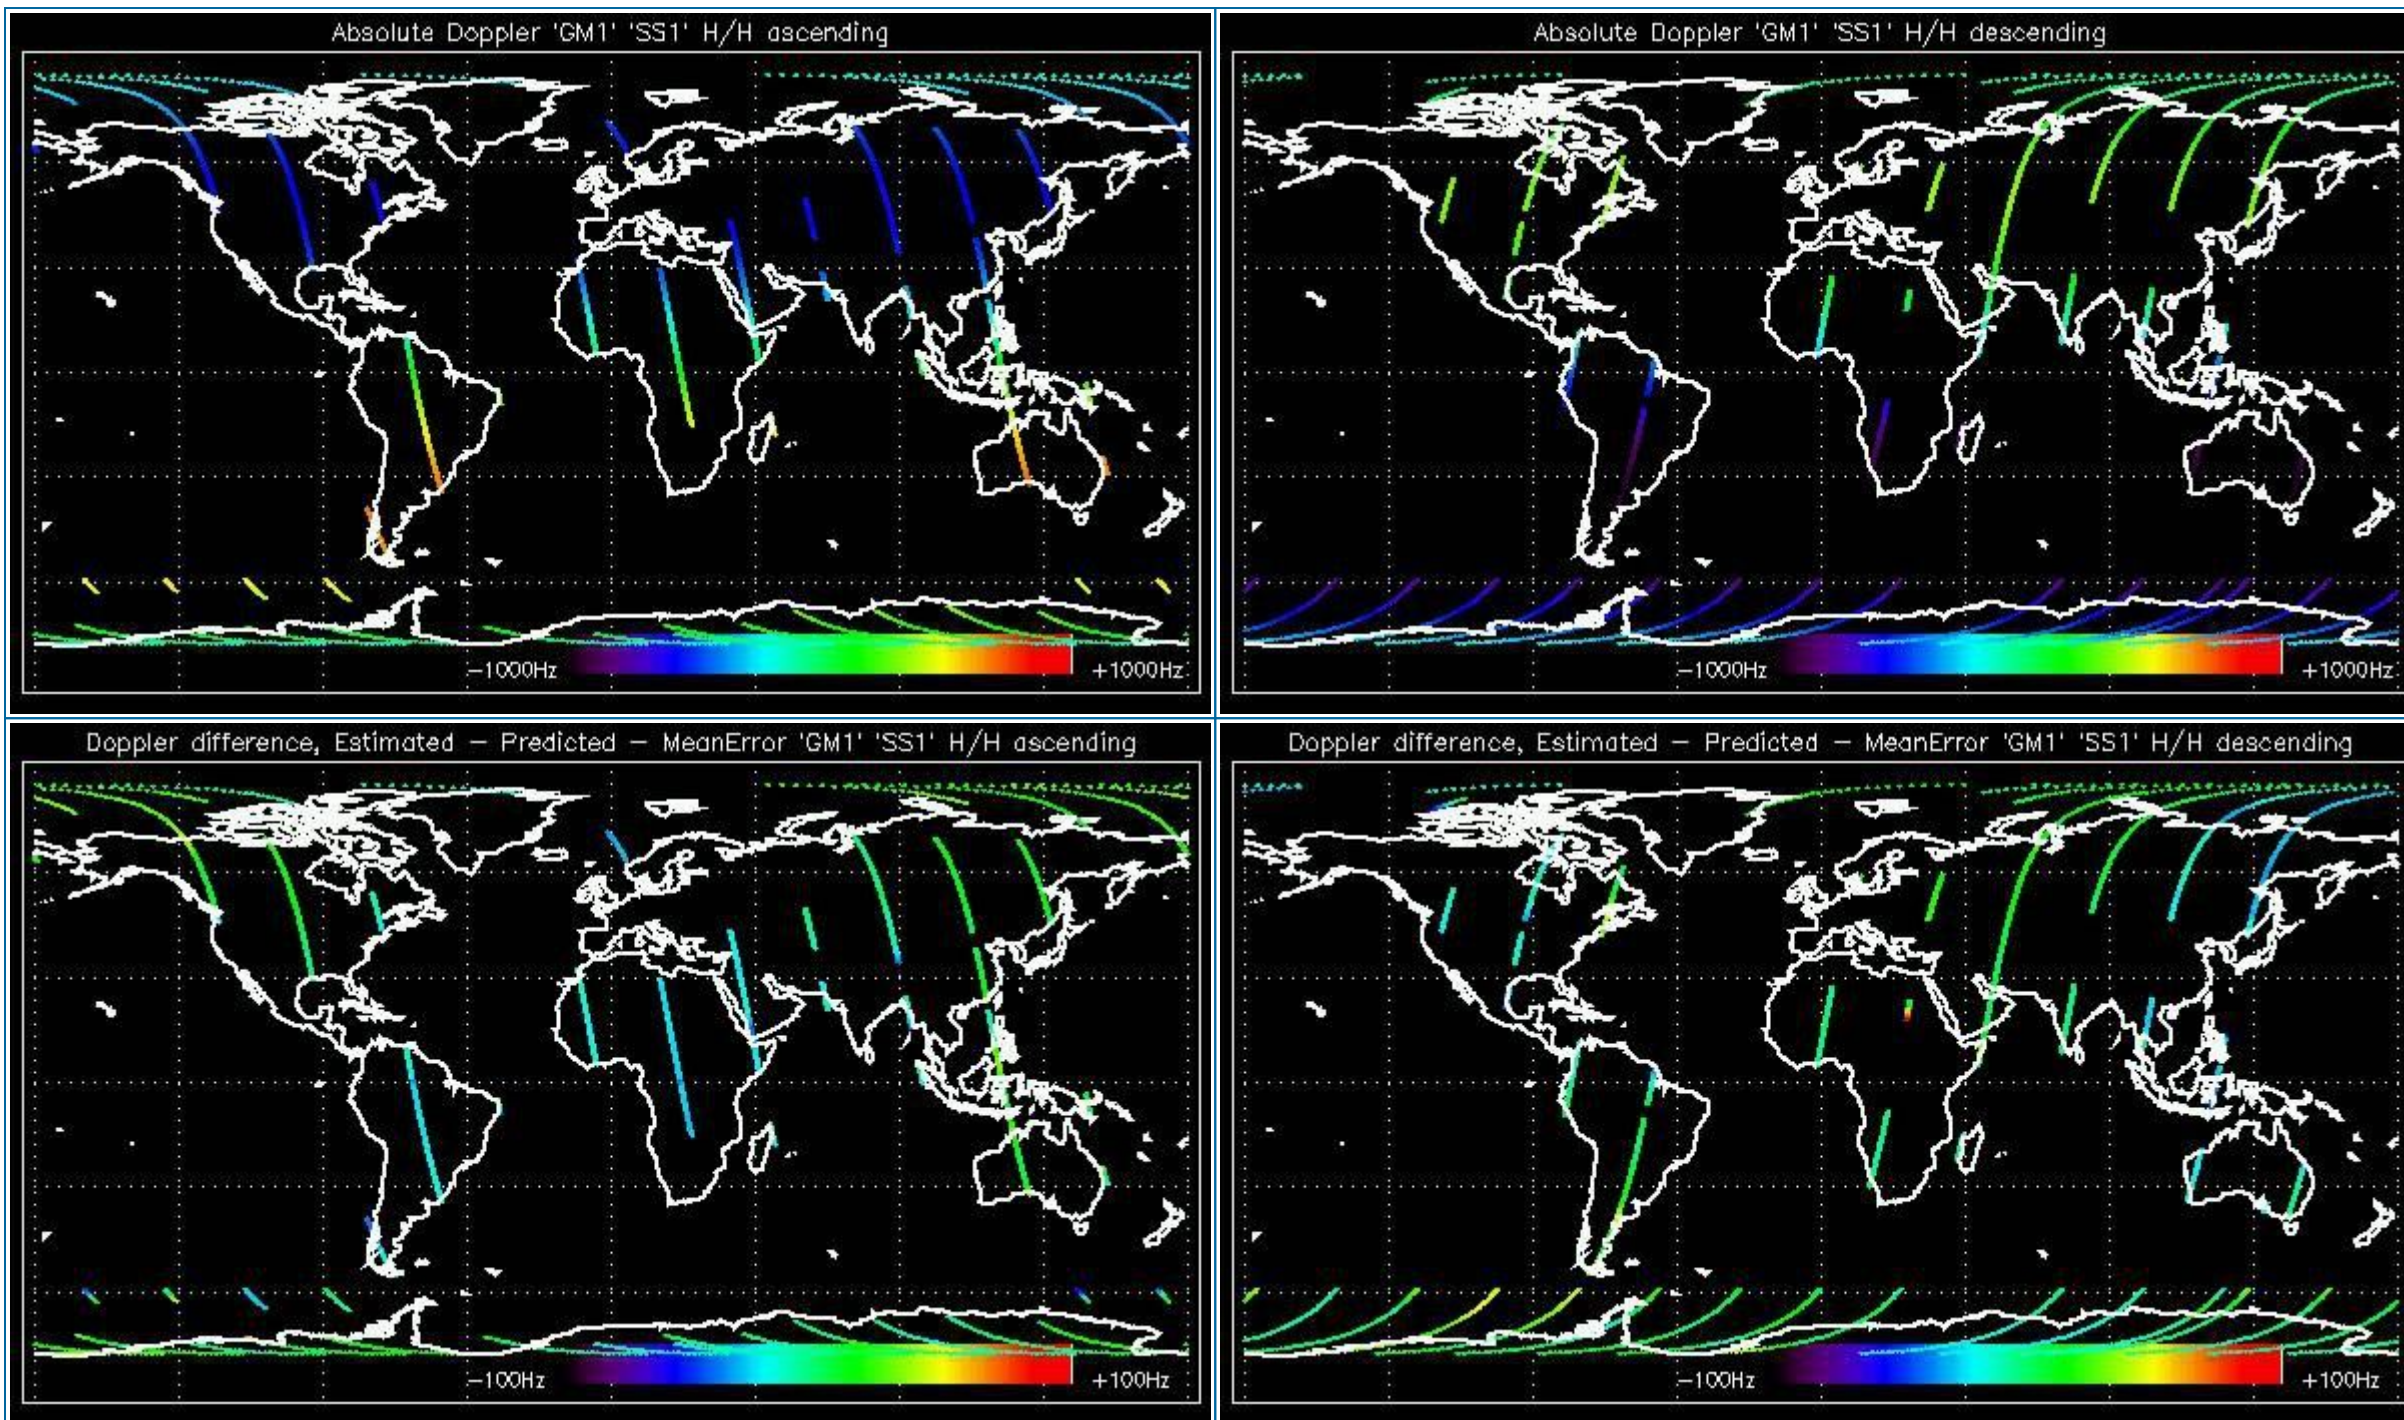 Absolute Doppler 'GM1' 'SS1' H/H ascending
−1000Hz +1000Hz
Absolute Doppler 'GM1' 'SS1' H/H descending
−1000Hz +1000Hz
Doppler difference, Estimated − Predicted − MeanError 'GM1' 'SS1' H/H ascending
−100Hz +100Hz
Doppler difference, Estimated − Predicted − MeanError 'GM1' 'SS1' H/H descending
−100Hz +100Hz